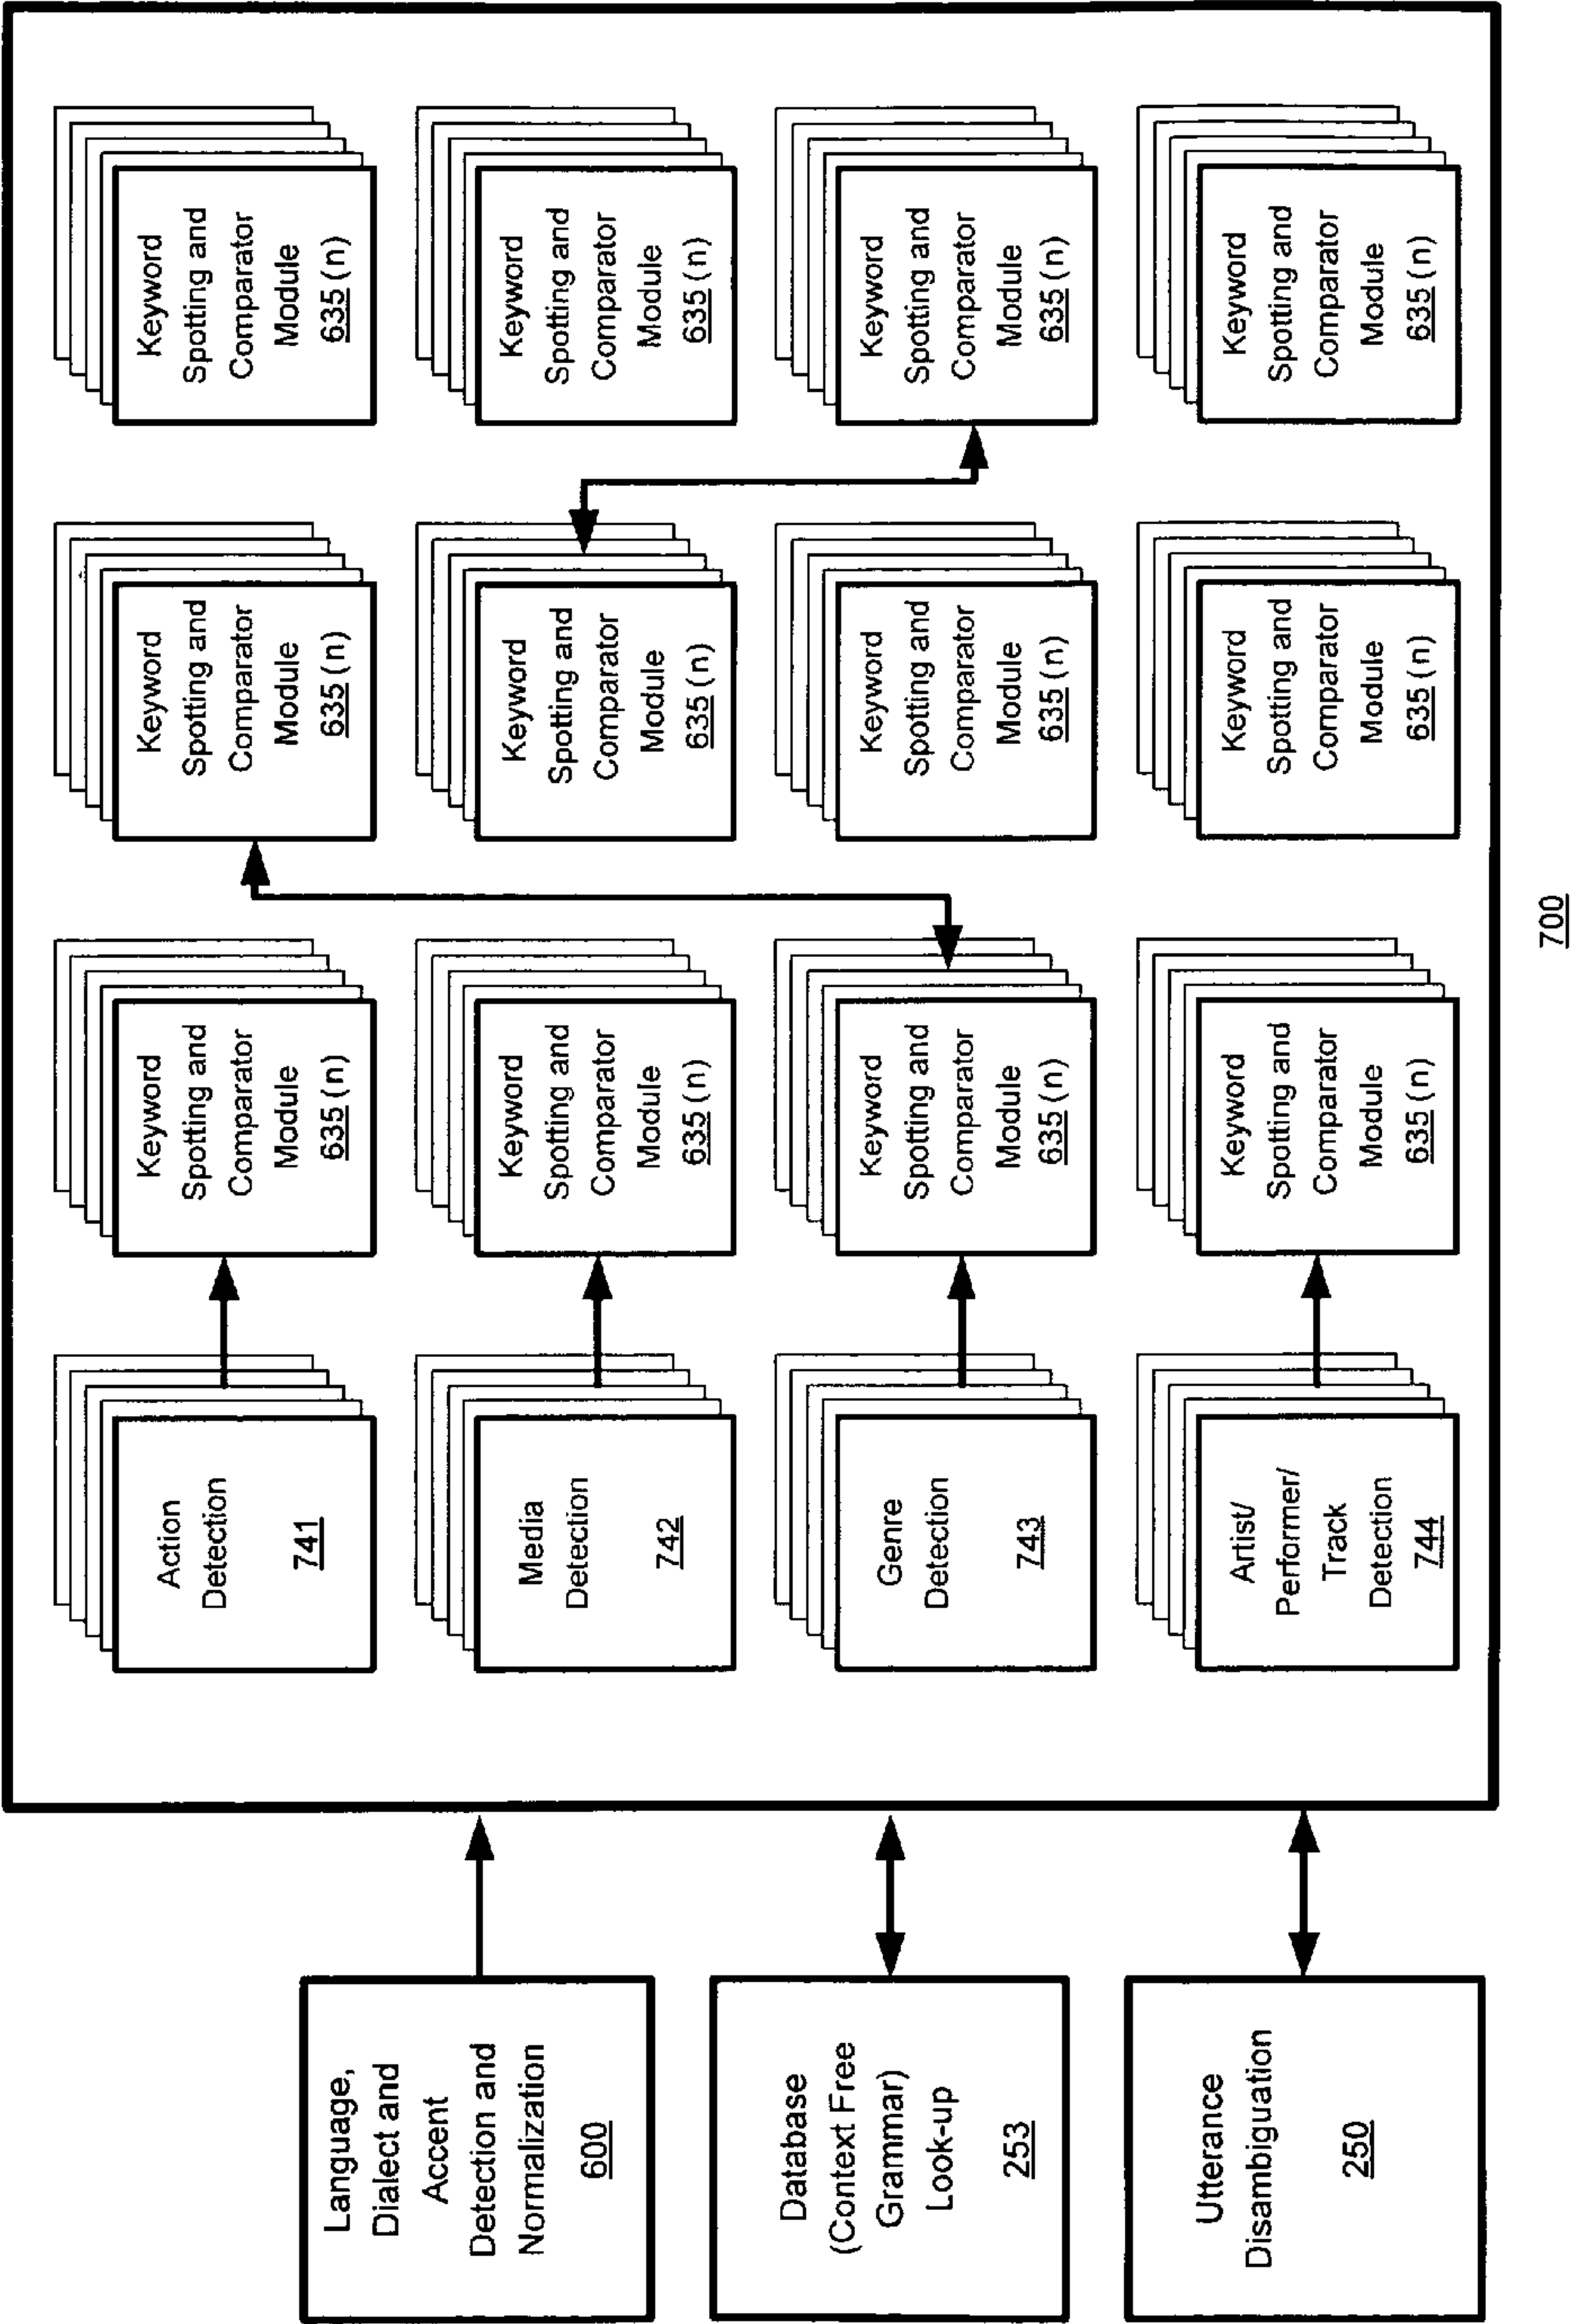 Language,
Dialect and
Accent
Detection and
Normalization
600
Database
(Context Free
Grammar)
Look-up
253
Utterance
Disambiguation
250
Action
Detection
741
Keyword
Spotting and
Comparator
Module
635 (n)
Keyword
Spotting and
Comparator
Module
635 (n)
Keyword
Spotting and
Comparator
Module
635 (n)
Media
Detection
742
Keyword
Spotting and
Comparator
Module
635 (n)
Keyword
Spotting and
Comparator
Module
635 (n)
Keyword
Spotting and
Comparator
Module
635 (n)
Genre
Detection
743
Keyword
Spotting and
Comparator
Module
635 (n)
Keyword
Spotting and
Comparator
Module
635 (n)
Keyword
Spotting and
Comparator
Module
635 (n)
Artist/
Performer/
Track
Detection
744
Keyword
Spotting and
Comparator
Module
635 (n)
Keyword
Spotting and
Comparator
Module
635 (n)
Keyword
Spotting and
Comparator
Module
635 (n)
700